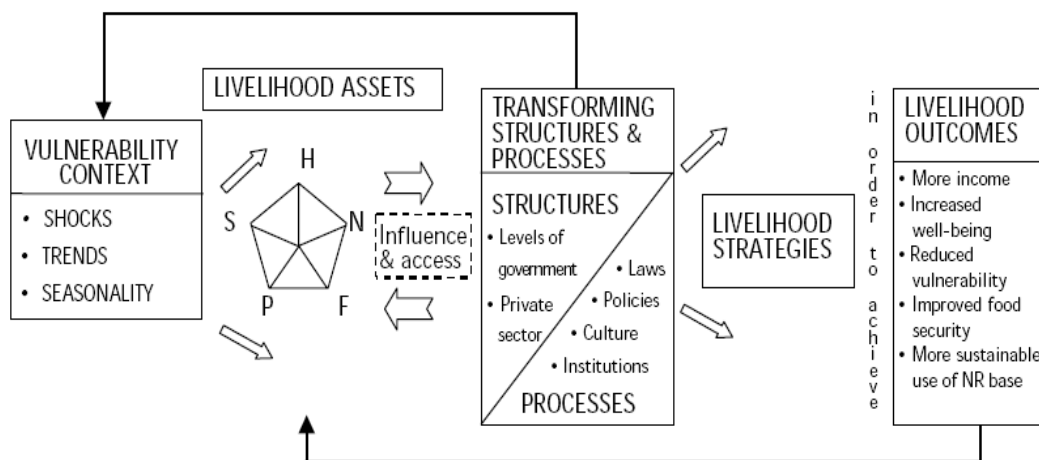 LIVELIHOOD ASSETS
VULNERABILITY
CONTEXT
• SHOCKS
• TRENDS
• SEASONALITY
H
S
N
P
F
Influence
& access
TRANSFORMING
STRUCTURES &
PROCESSES
STRUCTURES
• Levels of
government
• Private
sector
• Laws
• Policies
• Culture
• Institutions
PROCESSES
LIVELIHOOD
STRATEGIES
in order to achieve
LIVELIHOOD
OUTCOMES
• More income
• Increased
well-being
• Reduced
vulnerability
• Improved food
security
• More sustainable
use of NR base